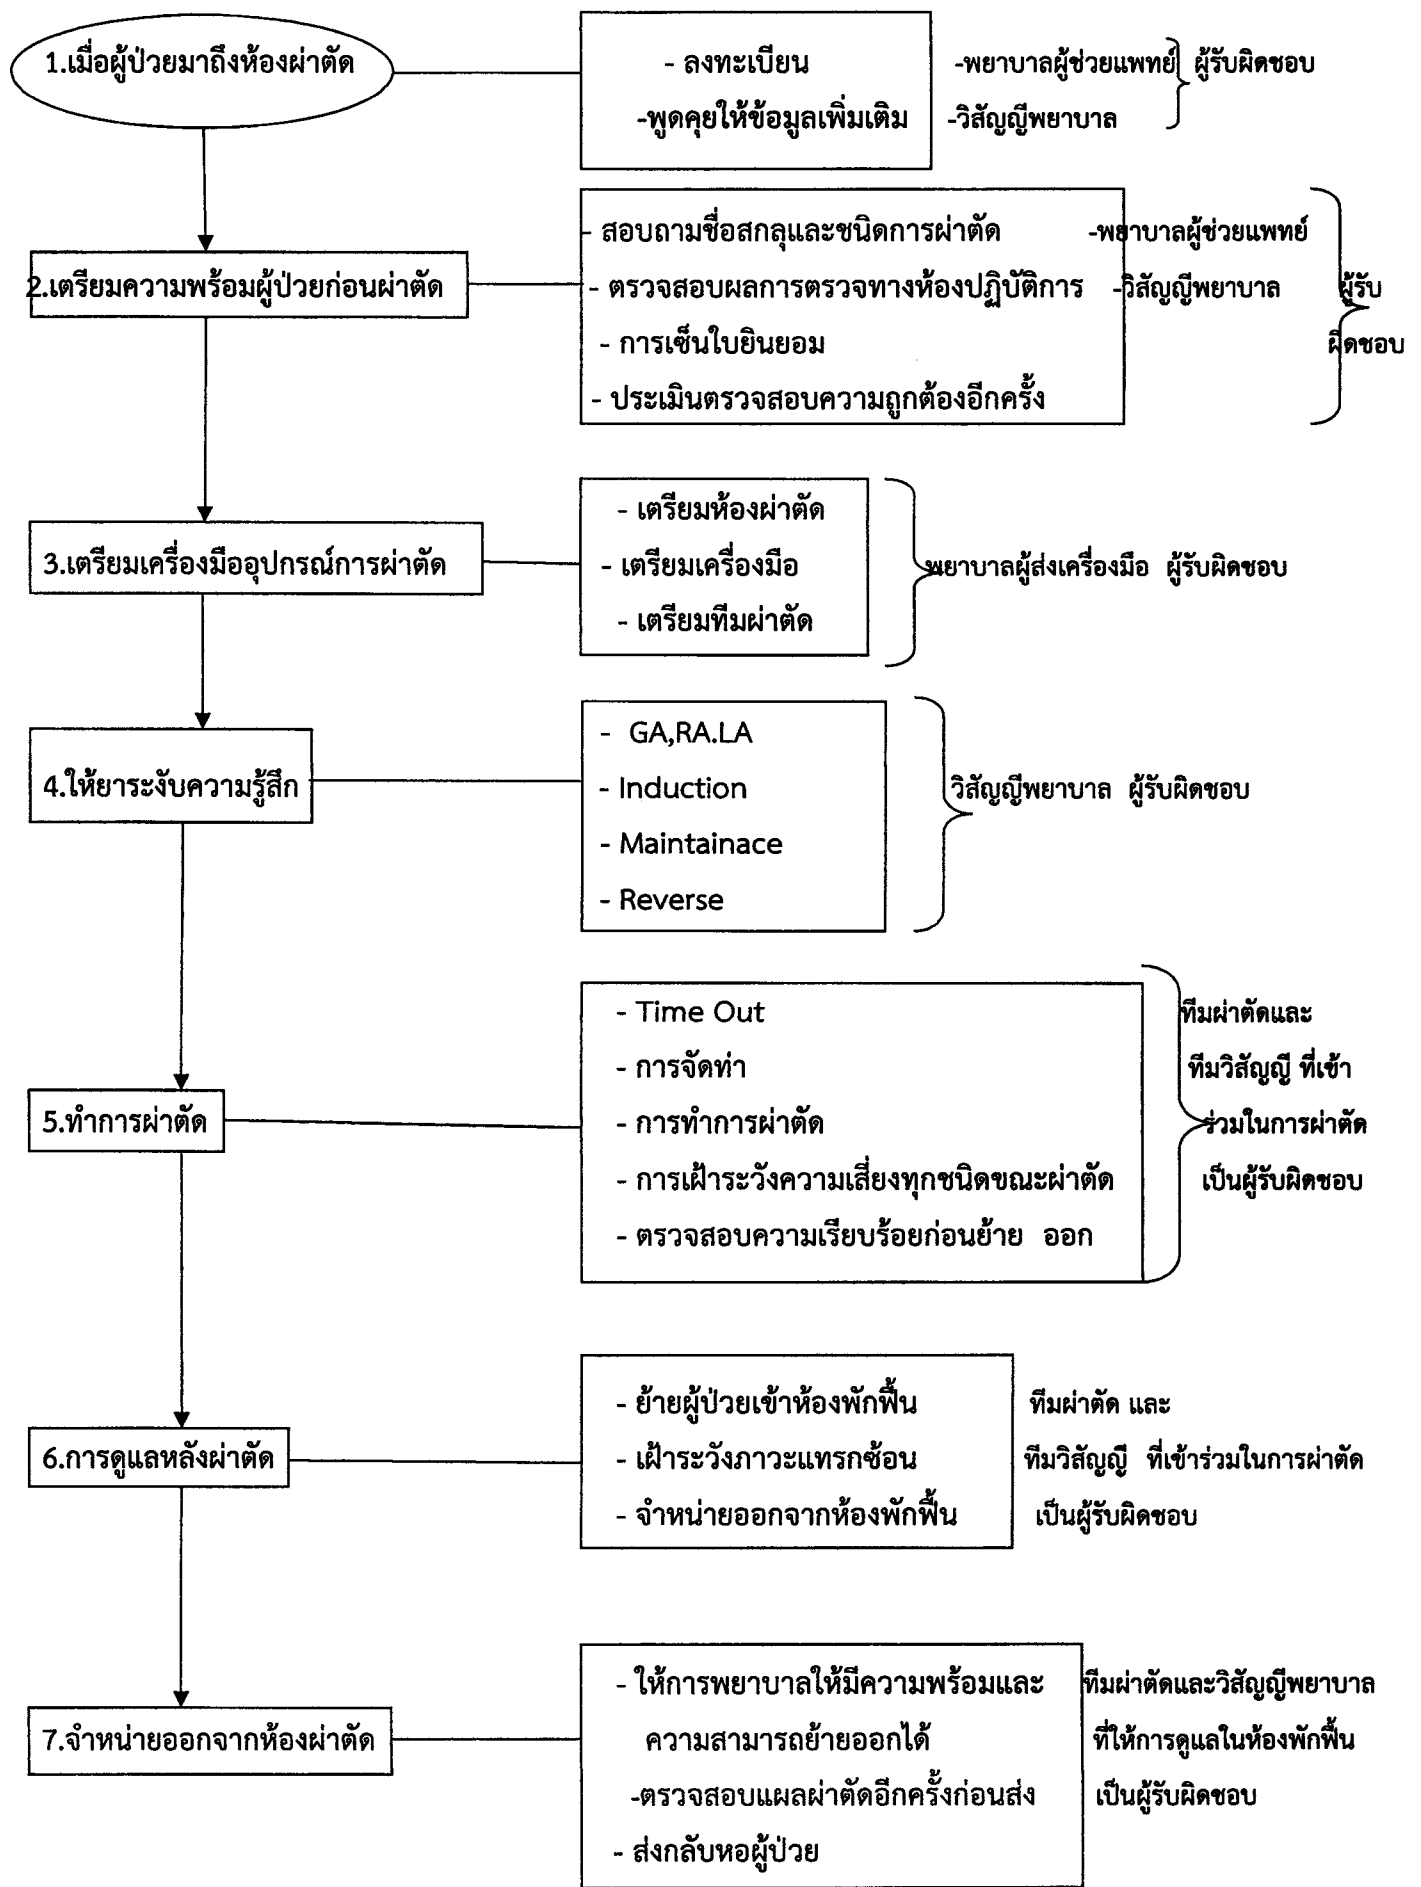 1.เมื่อผู้ป่วยมาถึงห้องผ่าตัด
- ลงทะเบียน
-พูดคุยให้ข้อมูลเพิ่มเติม
-พยาบาลผู้ช่วยแพทย์ ผู้รับผิดชอบ
-วิสัญญีพยาบาล
2.เตรียมความพร้อมผู้ป่วยก่อนผ่าตัด
- สอบถามชื่อสกลุและชนิดการผ่าตัด
- ตรวจสอบผลการตรวจทางห้องปฏิบัติการ
- การเซ็นใบยินยอม
- ประเมินตรวจสอบความถูกต้องอีกครั้ง
-พยาบาลผู้ช่วยแพทย์
-วิสัญญีพยาบาล ผู้รับ
ผิดชอบ
3.เตรียมเครื่องมืออุปกรณ์การผ่าตัด
- เตรียมห้องผ่าตัด
- เตรียมเครื่องมือ
- เตรียมทีมผ่าตัด
พยาบาลผู้ส่งเครื่องมือ ผู้รับผิดชอบ
4.ให้ยาระงับความรู้สึก
- GA,RA.LA
- Induction
- Maintainace
- Reverse
วิสัญญีพยาบาล ผู้รับผิดชอบ
5.ทำการผ่าตัด
- Time Out
- การจัดท่า
- การทำการผ่าตัด
- การเฝ้าระวังความเสี่ยงทุกชนิดขณะผ่าตัด
- ตรวจสอบความเรียบร้อยก่อนย้าย ออก
ทีมผ่าตัดและ
ทีมวิสัญญี ที่เข้า
ร่วมในการผ่าตัด
เป็นผู้รับผิดชอบ
6.การดูแลหลังผ่าตัด
- ย้ายผู้ป่วยเข้าห้องพักฟื้น
- เฝ้าระวังภาวะแทรกซ้อน
- จำหน่ายออกจากห้องพักฟื้น
ทีมผ่าตัด และ
ทีมวิสัญญี ที่เข้าร่วมในการผ่าตัด
เป็นผู้รับผิดชอบ
7.จำหน่ายออกจากห้องผ่าตัด
- ให้การพยาบาลให้มีความพร้อมและ
ความสามารถย้ายออกได้
-ตรวจสอบแผลผ่าตัดอีกครั้งก่อนส่ง
- ส่งกลับหอผู้ป่วย
ทีมผ่าตัดและวิสัญญีพยาบาล
ที่ให้การดูแลในห้องพักฟื้น
เป็นผู้รับผิดชอบ